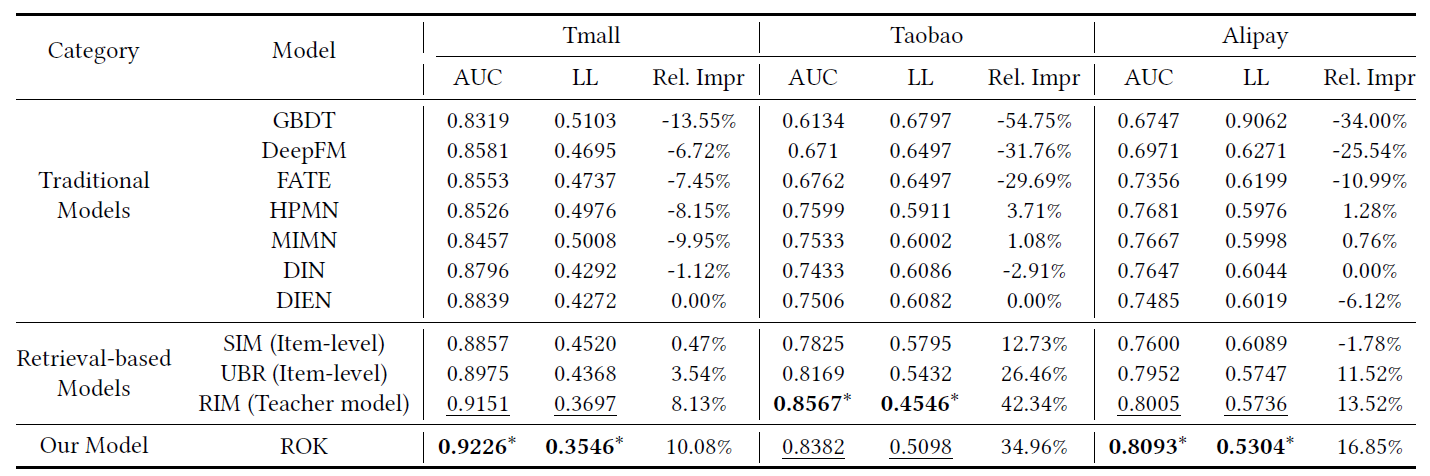 Category Model Tmall Taobao Alipay
AUC LL Rel. Impr AUC LL Rel. Impr AUC LL Rel. Impr
Traditional Models
GBDT 0.8319 0.5103 -13.55% 0.6134 0.6797 -54.75% 0.6747 0.9062 -34.00%
DeepFM 0.8581 0.4695 -6.72% 0.671 0.6497 -31.76% 0.6971 0.6271 -25.54%
FATE 0.8553 0.4737 -7.45% 0.6762 0.6497 -29.69% 0.7356 0.6199 -10.99%
HPMN 0.8526 0.4976 -8.15% 0.7599 0.5911 3.71% 0.7681 0.5976 1.28%
MIMN 0.8457 0.5008 -9.95% 0.7533 0.6002 1.08% 0.7667 0.5998 0.76%
DIN 0.8796 0.4292 -1.12% 0.7433 0.6086 -2.91% 0.7647 0.6044 0.00%
DIEN 0.8839 0.4272 0.00% 0.7506 0.6082 0.00% 0.7485 0.6019 -6.12%
Retrieval-based Models
SIM (Item-level) 0.8857 0.4520 0.47% 0.7825 0.5795 12.73% 0.7600 0.6089 -1.78%
UBR (Item-level) 0.8975 0.4368 3.54% 0.8169 0.5432 26.46% 0.7952 0.5747 11.52%
RIM (Teacher model) 0.9151 0.3697 8.13% 0.8567* 0.4546* 42.34% 0.8005 0.5736 13.52%
Our Model ROK 0.9226* 0.3546* 10.08% 0.8382 0.5098 34.96% 0.8093* 0.5304* 16.85%